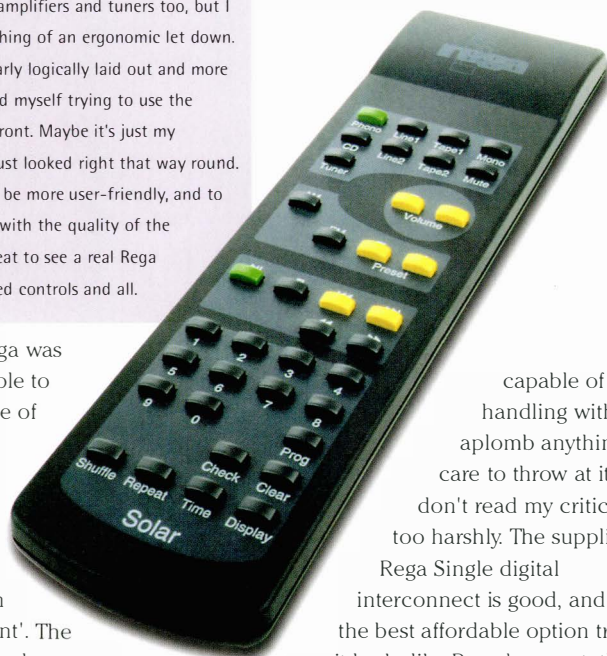 amplifiers and tuners too, but I
hing of an ergonomic let down.
arly logically laid out and more
d myself trying to use the
ront. Maybe it's just my
ust looked right that way round.
be more user-friendly, and to
with the quality of the
eat to see a real Rega
ed controls and all.
ga was
ble to
e of
n
nt'. The
rega
Phono Line1 Tape1 Mono
CD Line2 Tape2 Mute
Tuner
Volume
Preset
1 2 3 4
5 6 7 8
9 0
Prog
Shuffle Repeat Check Clear
Time Display
Solar
capable of
handling with
aplomb anythin
care to throw at it
don't read my critic
too harshly. The suppli
Rega Single digital
interconnect is good, and
the best affordable option tr